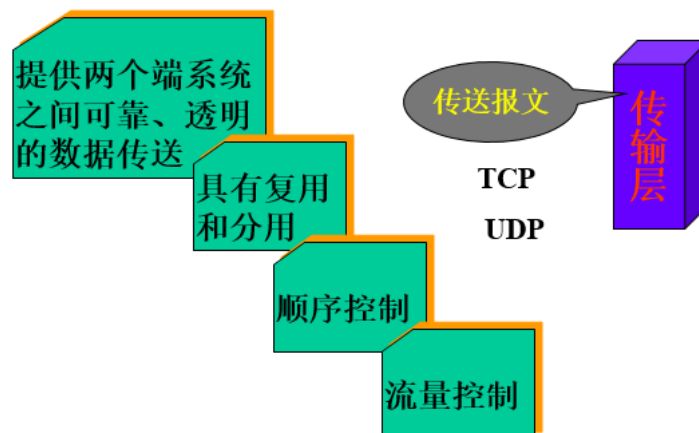 提供两个端系统
之间可靠、透明
的数据传送
具有复用
和分用
顺序控制
流量控制
传送报文
TCP
UDP
传输层